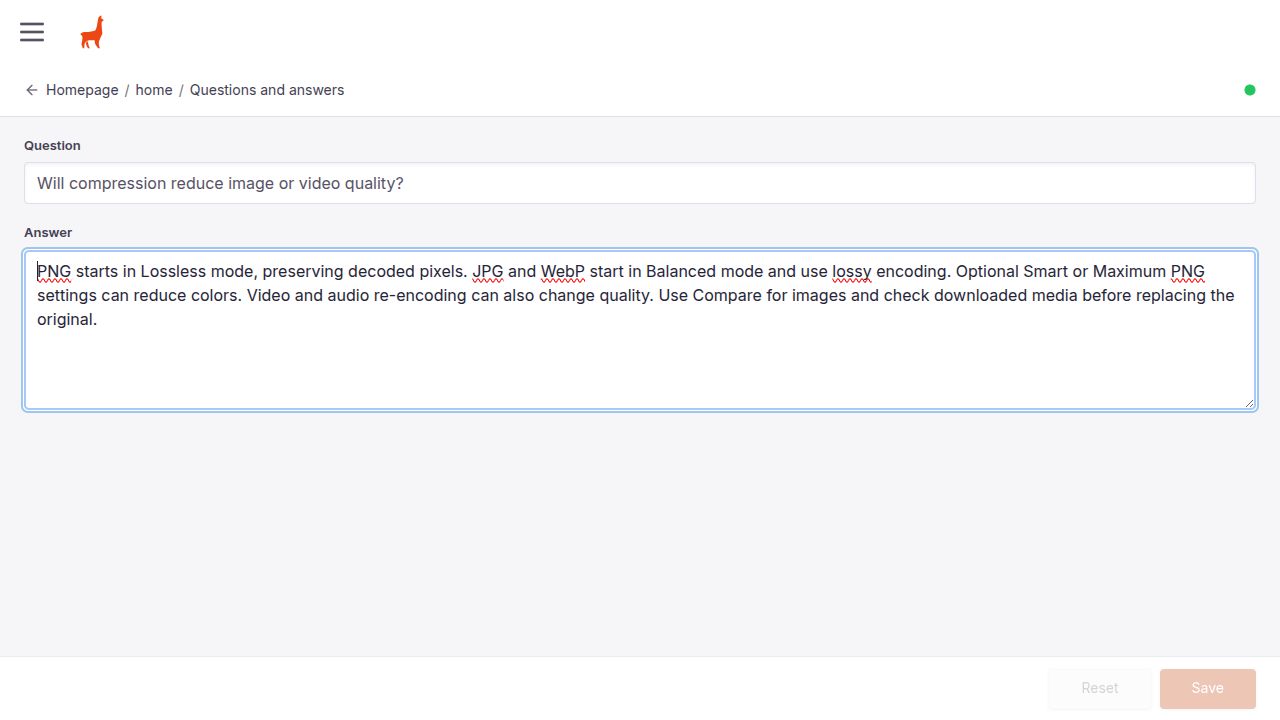 Homepage / home / Questions and answers
Question
Will compression reduce image or video quality?
Answer
PNG starts in Lossless mode, preserving decoded pixels. JPG and WebP start in Balanced mode and use lossy encoding. Optional Smart or Maximum PNG
settings can reduce colors. Video and audio re-encoding can also change quality. Use Compare for images and check downloaded media before replacing the
original.
Reset
Save